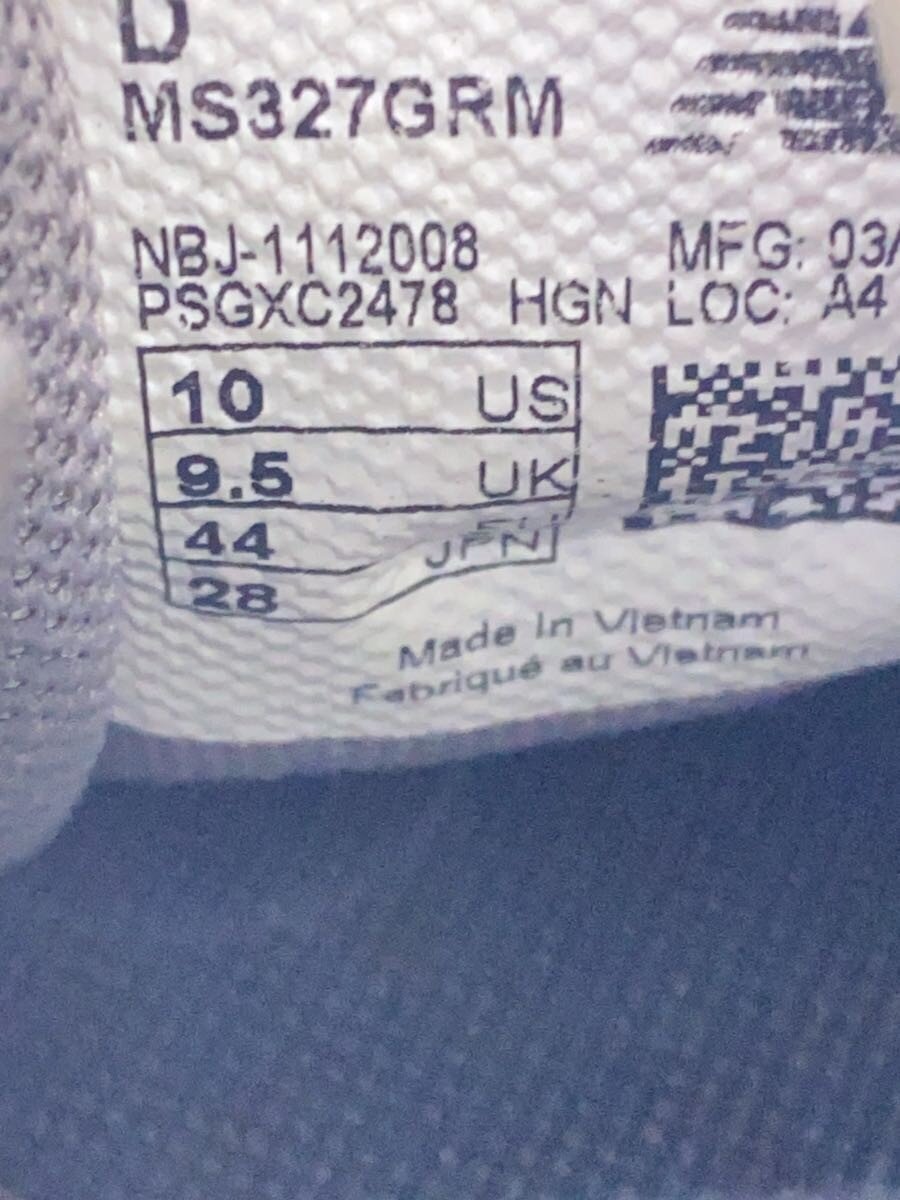 D
MS327GRM
NBJ-1112008 MFG: 03/
PSGXC2478 HGN LOC: A4
10 US
9.5 UK
44
28 JPN
Made in Vietnam
Fabriqué au Vietnam